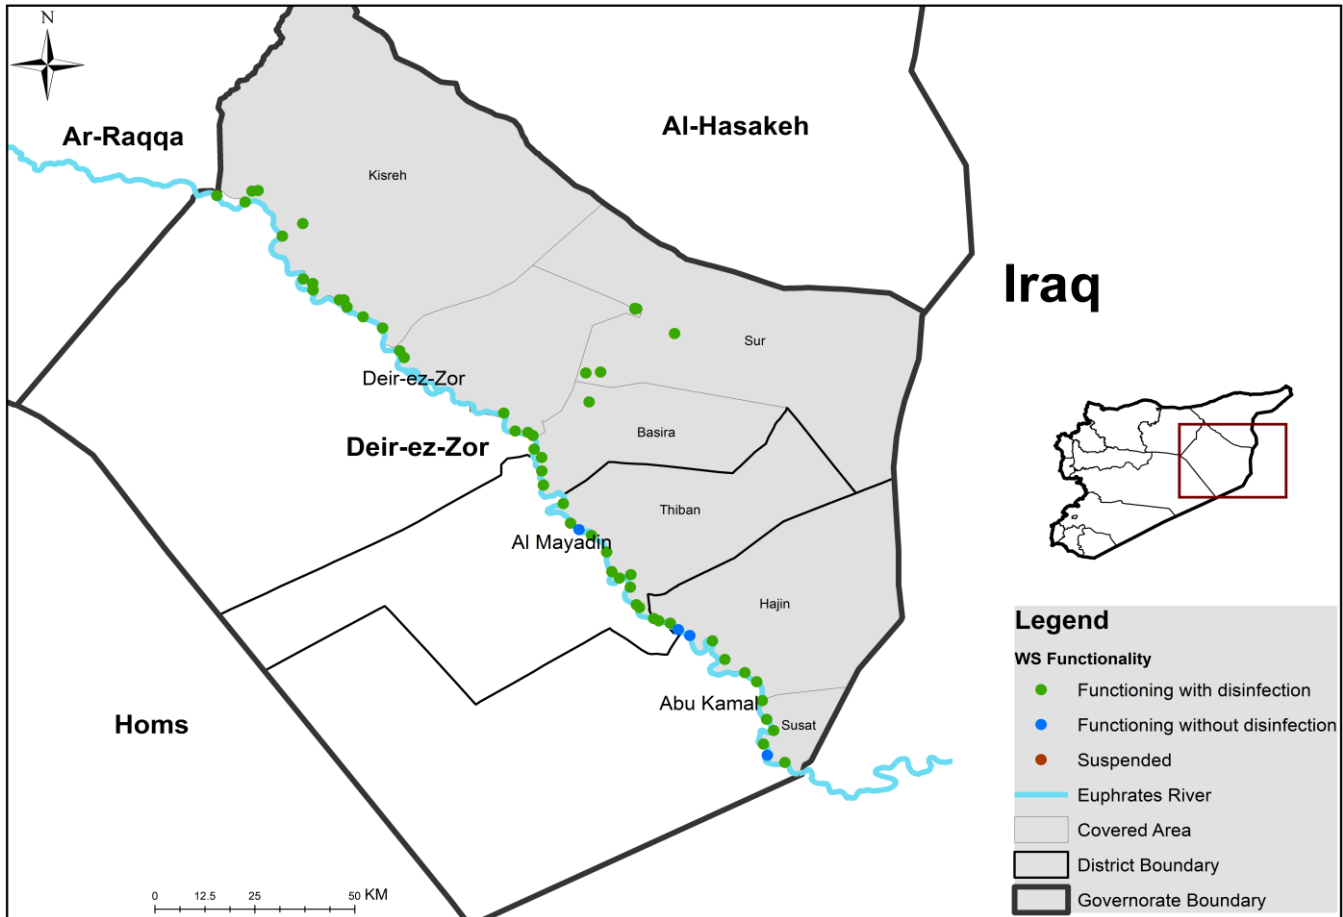 N
Ar-Raqqa
Al-Hasakeh
Kisreh
Iraq
Sur
Deir-ez-Zor
Basira
Deir-ez-Zor
Thiban
Al Mayadin
Hajin
Abu Kamal
Susat
Homs
0 12.5 25 50 KM
Legend
WS Functionality
Functioning with disinfection
Functioning without disinfection
Suspended
Euphrates River
Covered Area
District Boundary
Governorate Boundary